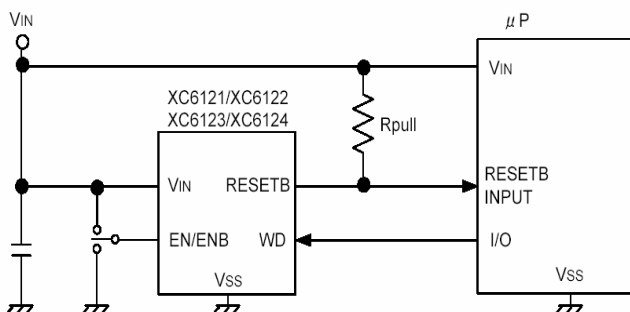 VIN
μP
VIN
XC6121/XC6122
XC6123/XC6124
Rpull
VIN
RESETB
RESETB
INPUT
EN/ENB
WD
I/O
VSS
VSS